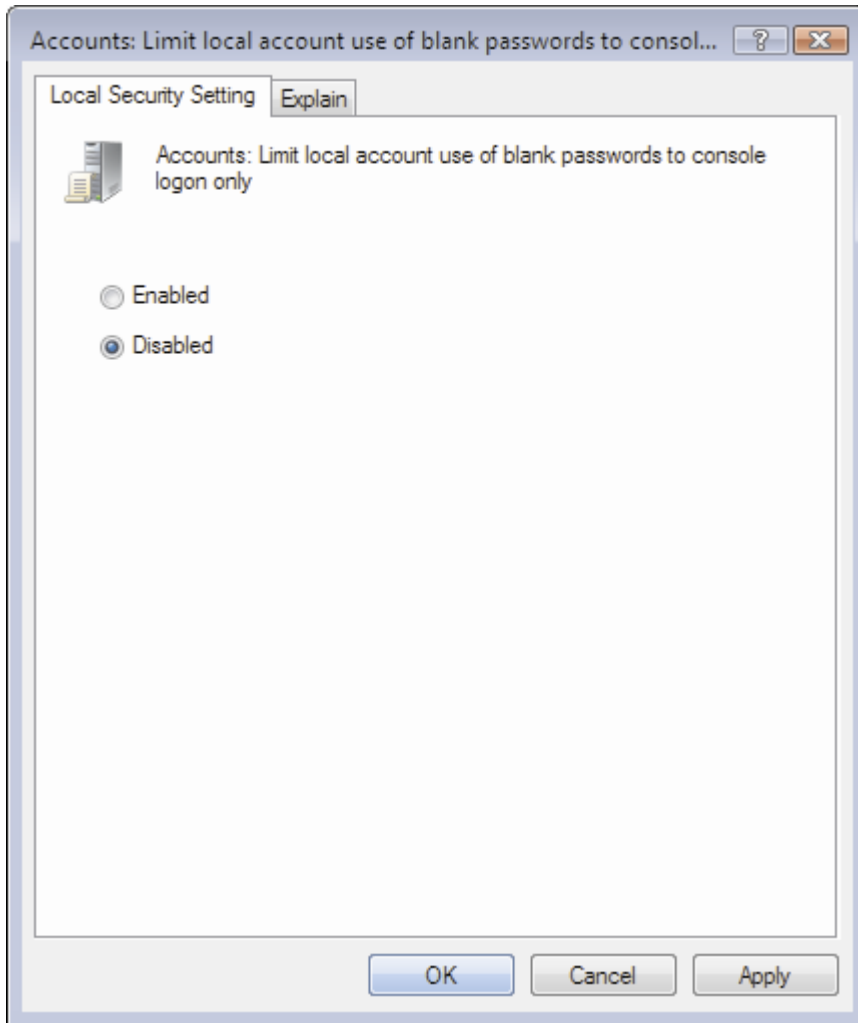 Accounts: Limit local account use of blank passwords to consol...
Local Security Setting
Explain
Accounts: Limit local account use of blank passwords to console
logon only
Enabled
Disabled
OK
Cancel
Apply